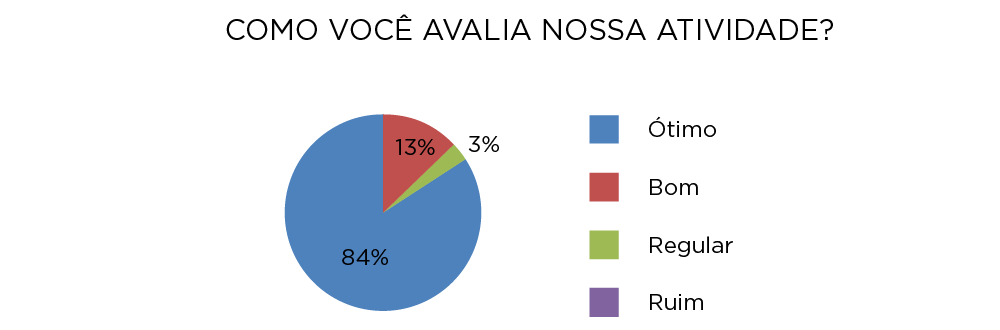 COMO VOCÊ AVALIA NOSSA ATIVIDADE?
13%
3%
84%
Ótimo
Bom
Regular
Ruim